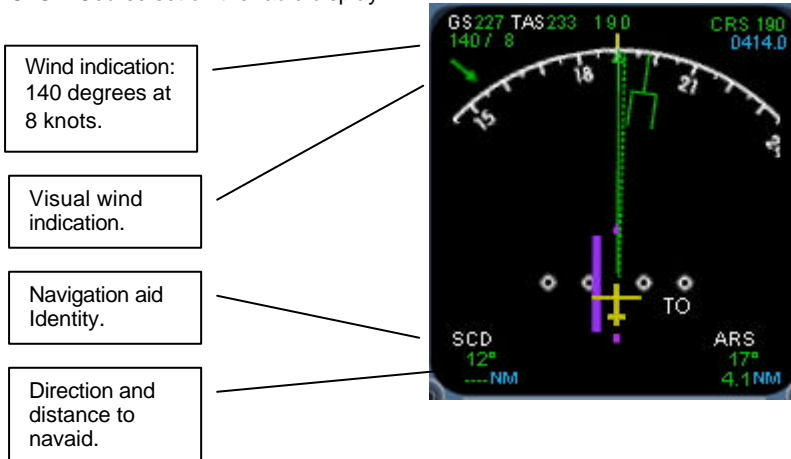 GS227 TAS233 190 CRS 190
140/ 8 0414.0
Wind indication:
140 degrees at
8 knots.
15
18
21
Visual wind
indication.
Navigation aid
Identity.
TO
SCD ARS
12° 17°
----NM 4.1NM
Direction and
distance to
navaid.